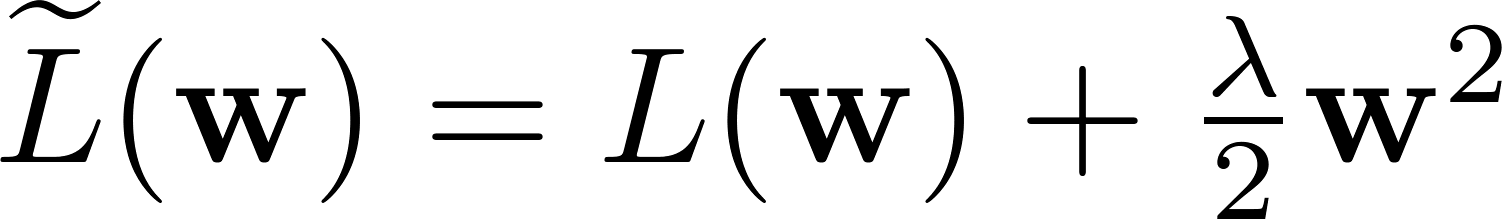 L̃(𝐰) = L(𝐰) + λ/2 𝐰²